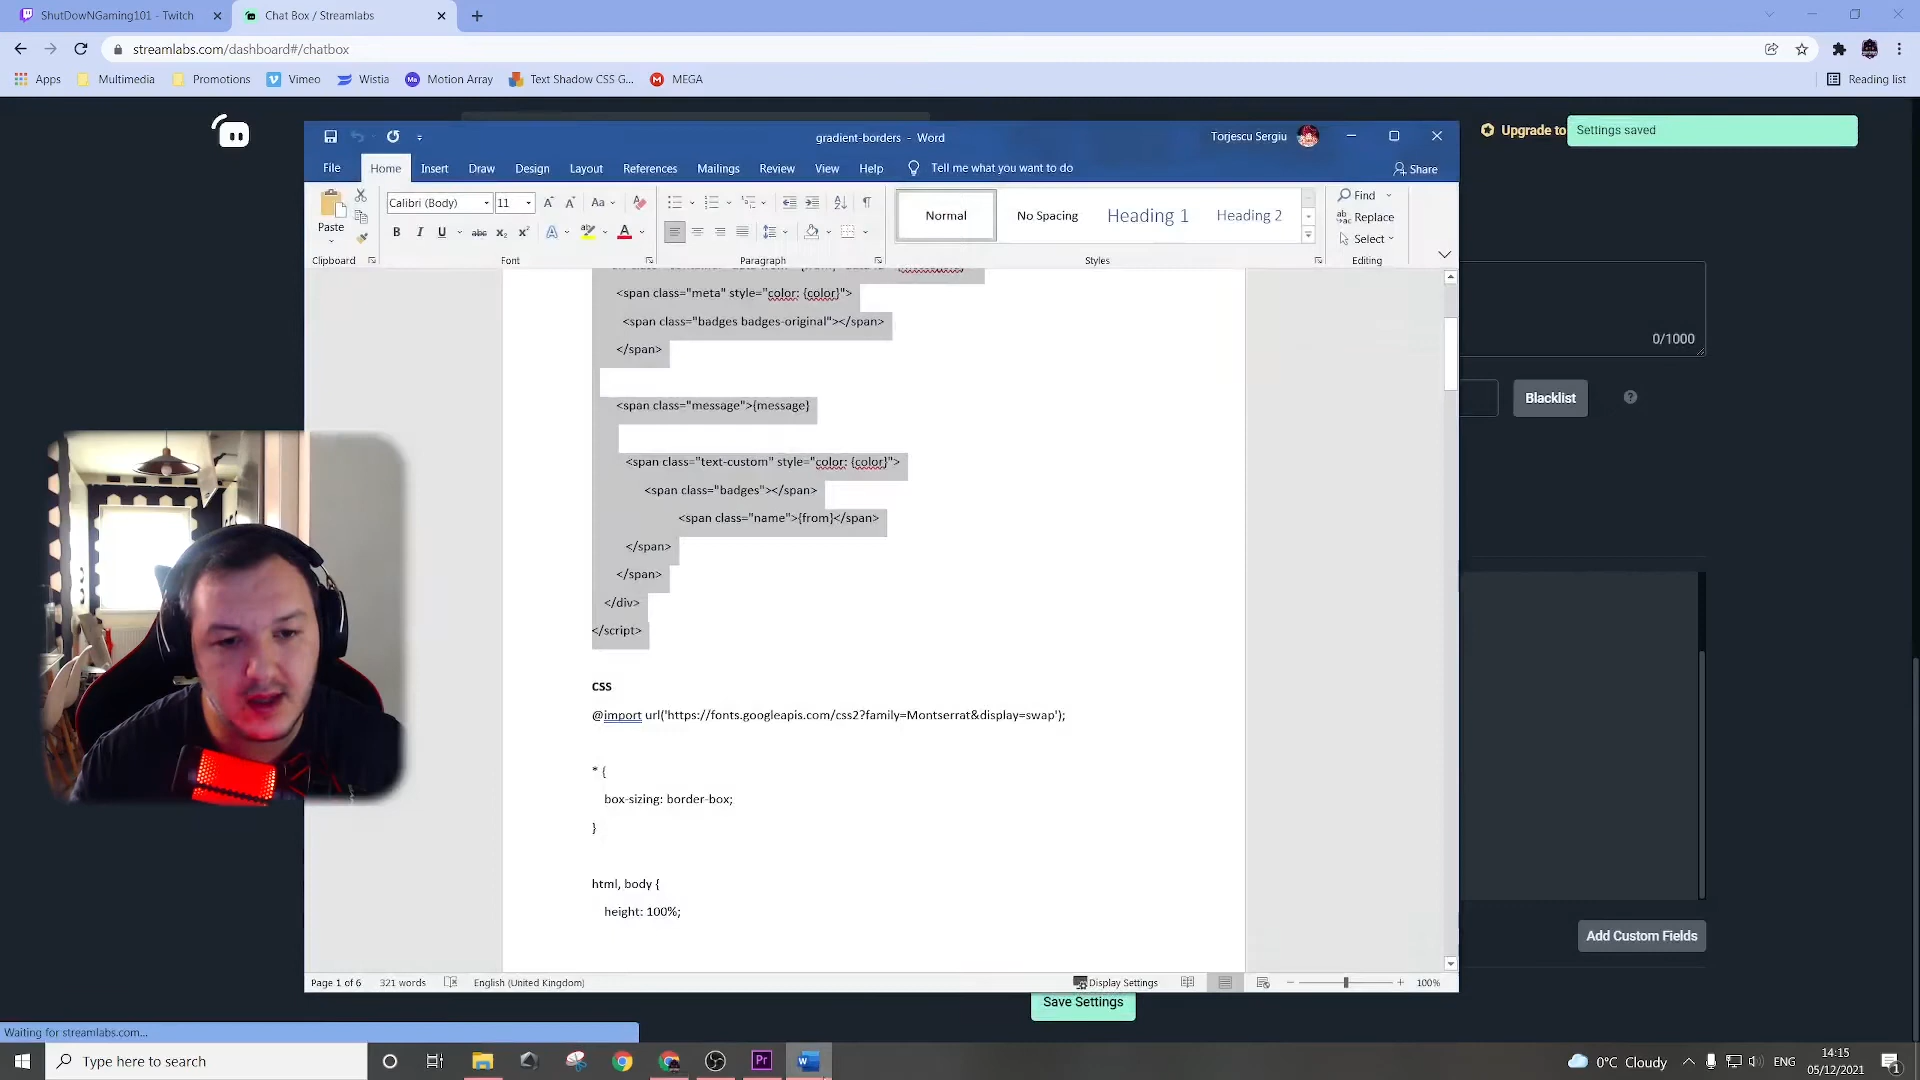 ShutDowNGaming101 - Twitch
Chat Box / Streamlabs
streamlabs.com/dashboard#/chatbox
Apps
Multimedia
Promotions
Vimeo
Wistia
Motion Array
Text Shadow CSS G...
MEGA
Reading list
gradient-borders - Word
Torjescu Sergiu
Upgrade to
Settings saved
File
Home
Insert
Draw
Design
Layout
References
Mailings
Review
View
Help
Tell me what you want to do
Share
Paste
Calibri (Body)
11
Normal
No Spacing
Heading 1
Heading 2
Find
Replace
Select
Clipboard
Font
Paragraph
Styles
Editing
<span class="meta" style="color: {color}">
<span class="badges badges-original"></span>
</span>
<span class="message">{message}
<span class="text-custom" style="color: {color}">
<span class="badges"></span>
<span class="name">{from}</span>
</span>
</span>
</div>
</script>
CSS
@import url('https://fonts.googleapis.com/css2?family=Montserrat&display=swap');
* {
box-sizing: border-box;
}
html, body {
height: 100%;
0/1000
Blacklist
Add Custom Fields
Page 1 of 6
321 words
English (United Kingdom)
Display Settings
100%
Save Settings
Waiting for streamlabs.com...
Type here to search
0°C Cloudy
ENG
14:15
05/12/2021